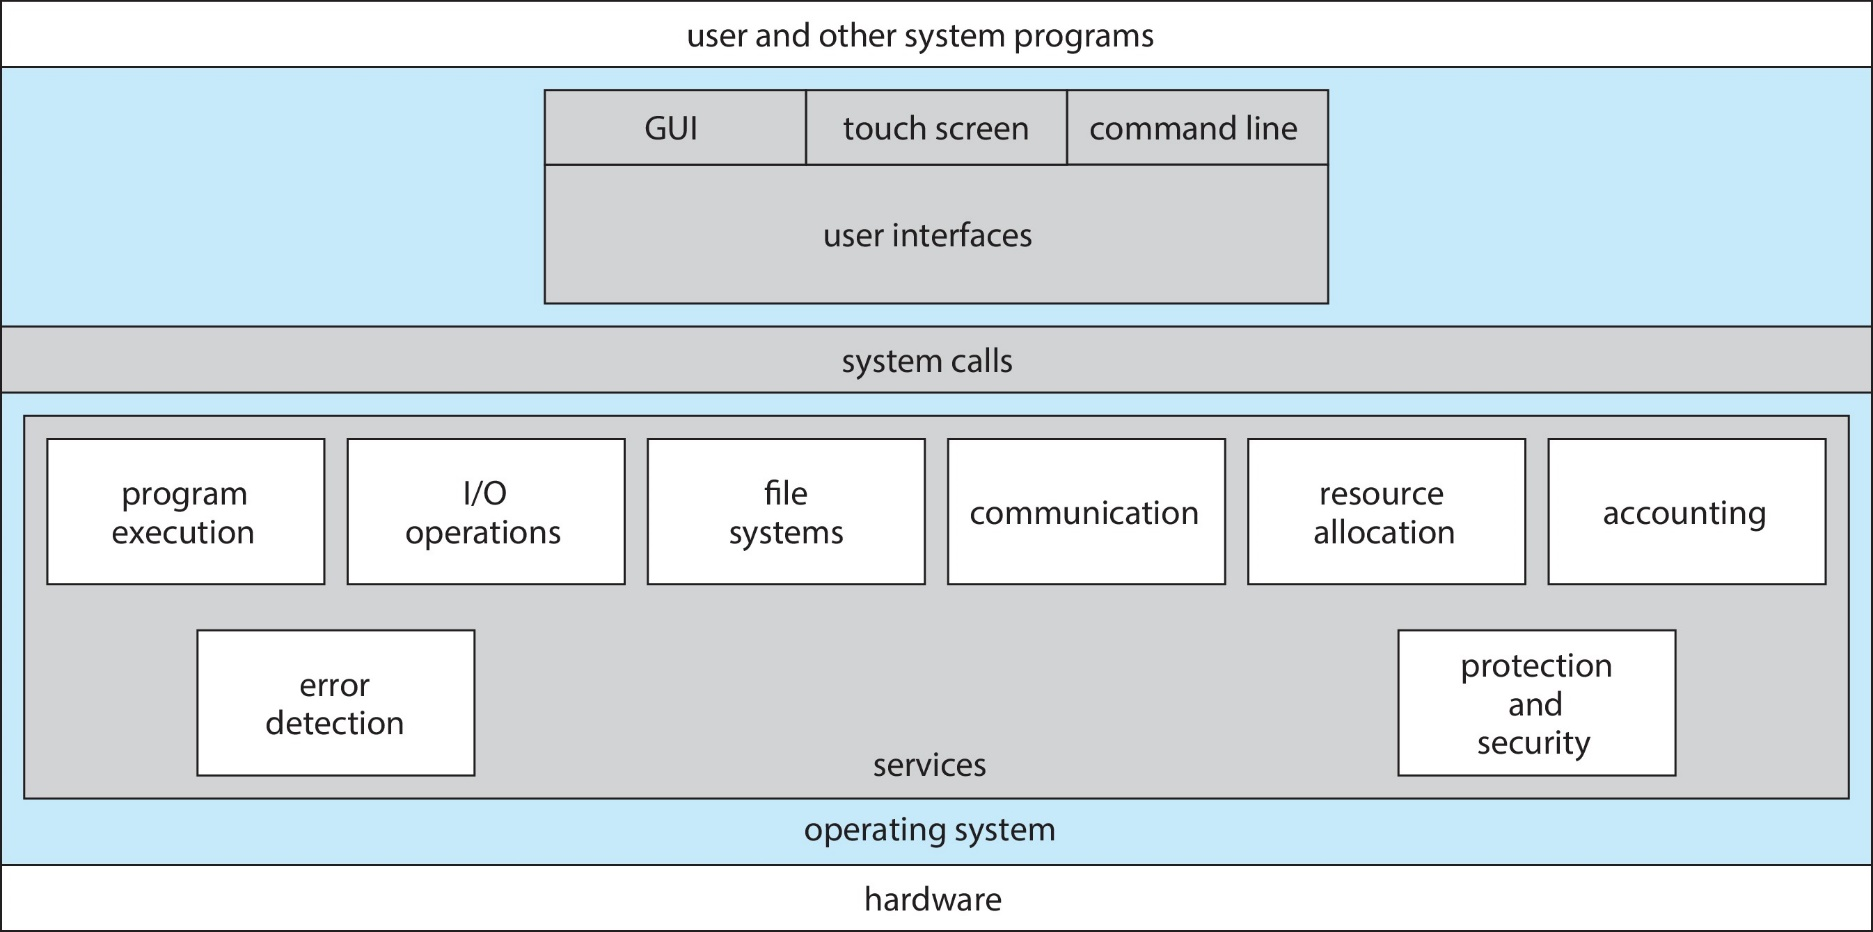 user and other system programs
GUI
touch screen
command line
user interfaces
system calls
program
execution
I/O
operations
file
systems
communication
resource
allocation
accounting
error
detection
protection
and
security
services
operating system
hardware